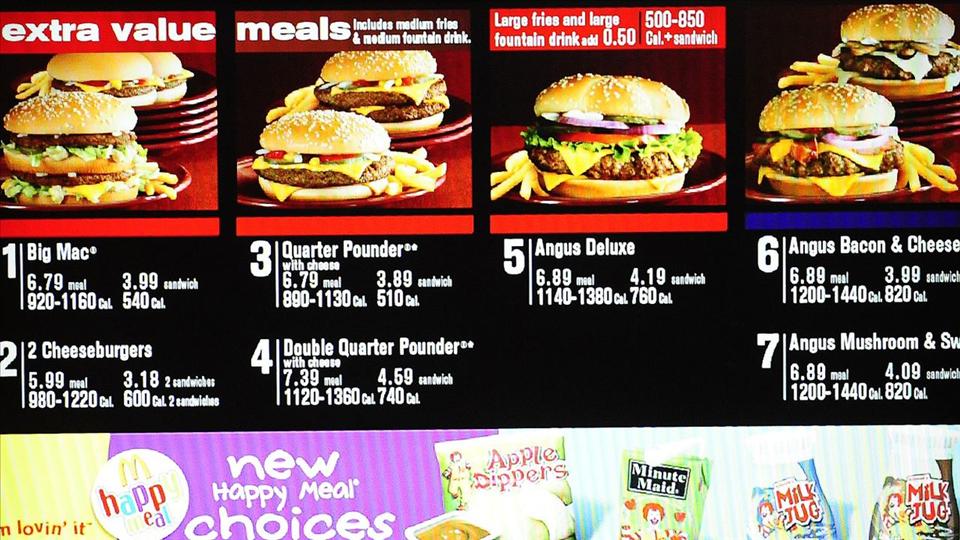 extra value meals Includes medium fries
& medium fountain drink.
Large fries and large
fountain drink add 0.50
500-850
Cal.+ sandwich
1 Big Mac®
6.79 meal 3.99 sandwich
920-1160 Cal. 540 Cal.
2 2 Cheeseburgers
5.99 meal 3.18 2 sandwiches
980-1220 Cal. 600 Cal. 2 sandwiches
3 Quarter Pounder®*
with cheese
6.79 meal 3.89 sandwich
890-1130 Cal. 510 Cal.
4 Double Quarter Pounder®*
with cheese
7.39 meal 4.59 sandwich
1120-1360 Cal. 740 Cal.
5 Angus Deluxe
6.89 meal 4.19 sandwich
1140-1380 Cal. 760 Cal.
6 Angus Bacon & Cheese
6.89 meal 3.99 sandwich
1200-1440 Cal. 820 Cal.
7 Angus Mushroom & Sw
6.89 meal 4.09 sandwich
1200-1440 Cal. 820 Cal.
m lovin' it™
happy
meal
new
Happy Meal®
choices
Apple
Dippers
Minute
Maid®
MILK
JUG
MILK
JUG